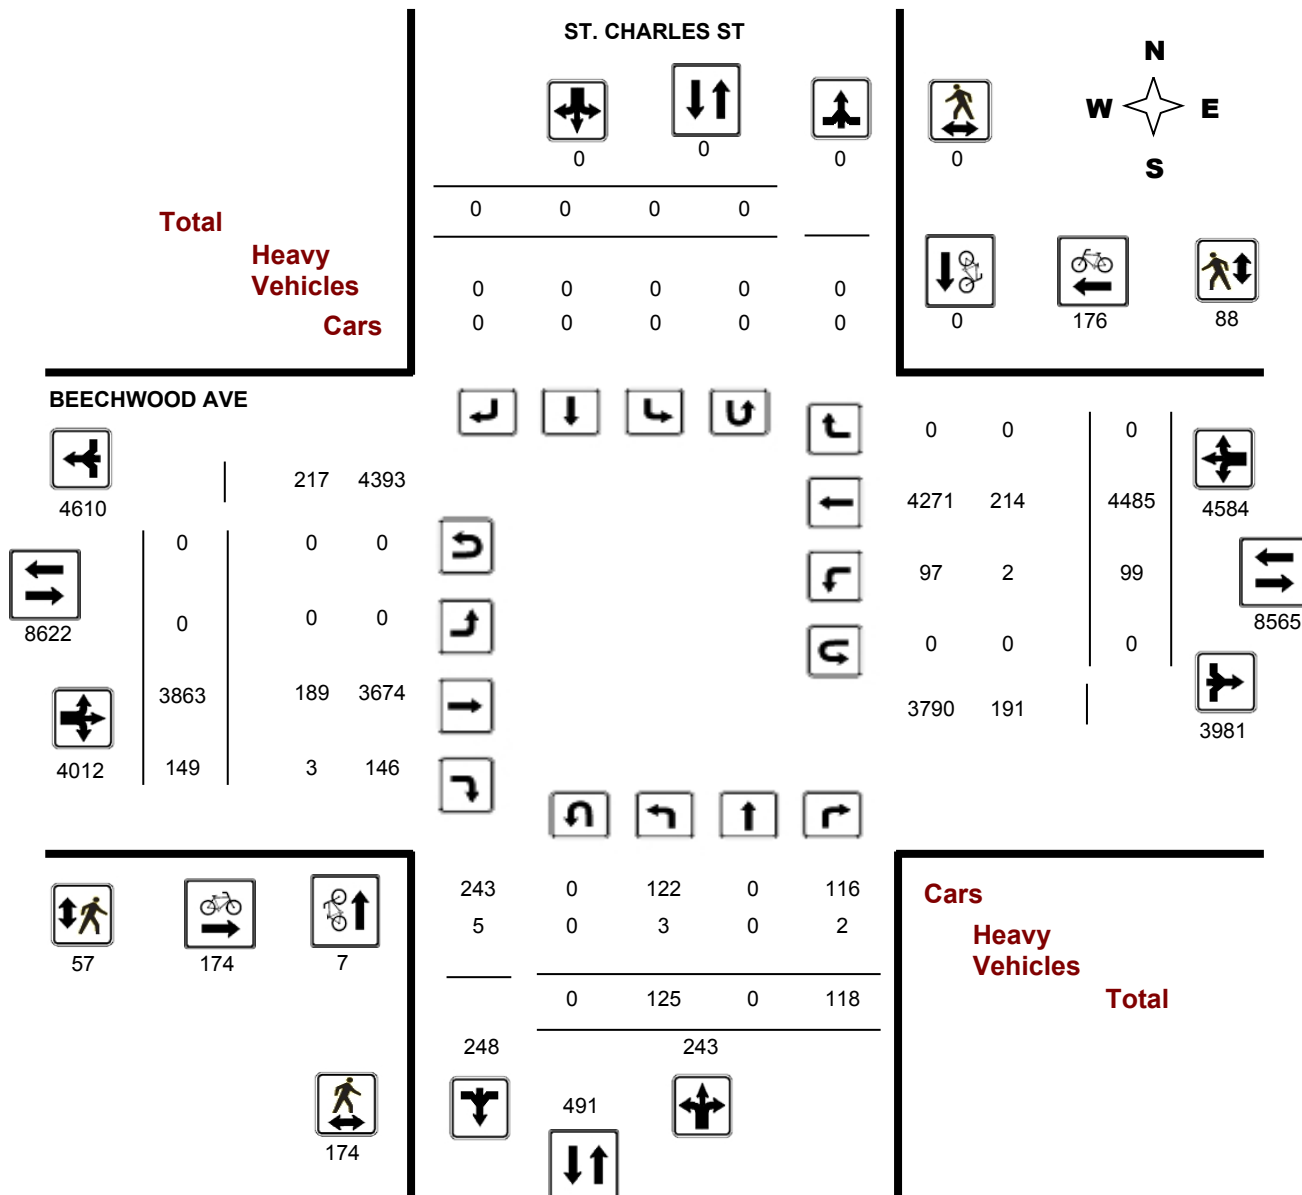 ST. CHARLES ST
N
W E
S
0 0 0 0
0 0 0 0
Total
Heavy
Vehicles
0 0 0 0 0
Cars
0 0 0 0 0
0 176 88
BEECHWOOD AVE
4610
217 4393
0 0 0
8622
0 0 0
3863 189 3674
4012
149 3 146
0 0 0
4271 214 4485
4584
97 2 99
8565
0 0 0
3790 191
3981
243 0 122 0 116
5 0 3 0 2
0 125 0 118
248 243
491
57 174 7
174
Cars
Heavy
Vehicles
Total